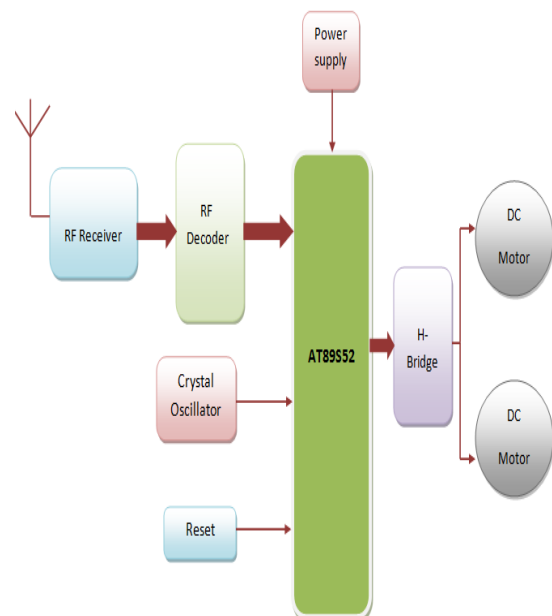 Power
supply
RF Receiver
RF
Decoder
DC
Motor
AT89S52
H-
Bridge
Crystal
Oscillator
DC
Motor
Reset